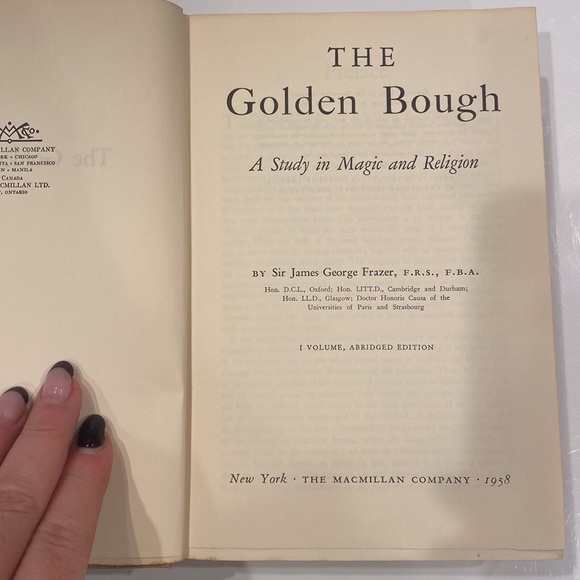 MACMILLAN COMPANY
CHICAGO
SAN FRANCISCO
MANILA
CANADA
LTD.
ONTARIO
THE
Golden Bough
A Study in Magic and Religion
BY Sir James George Frazer, F.R.S., F.B.A.
Hon. D.C.L., Oxford; Hon. LITT.D., Cambridge and Durham;
Hon. LL.D., Glasgow; Doctor Honoris Causa of the
Universities of Paris and Strasbourg
I VOLUME, ABRIDGED EDITION
New York · THE MACMILLAN COMPANY · 1958